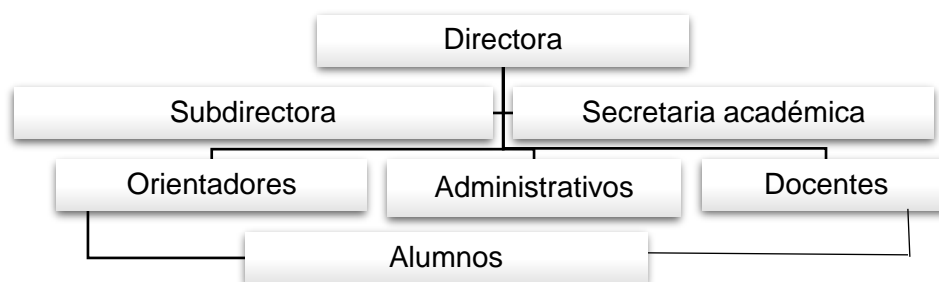 Directora
Subdirectora
Secretaria académica
Orientadores
Administrativos
Docentes
Alumnos